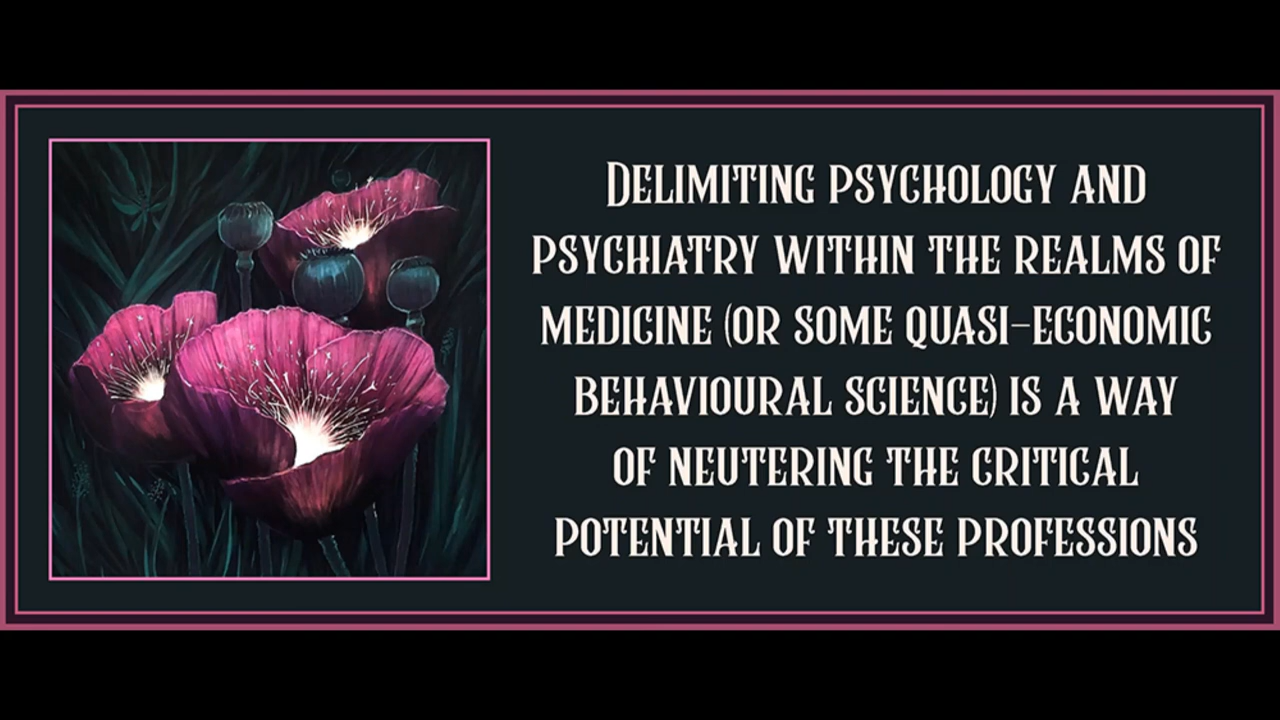 Delimiting psychology and
psychiatry within the realms of
medicine (or some quasi-economic
behavioural science) is a way
of neutering the critical
potential of these professions